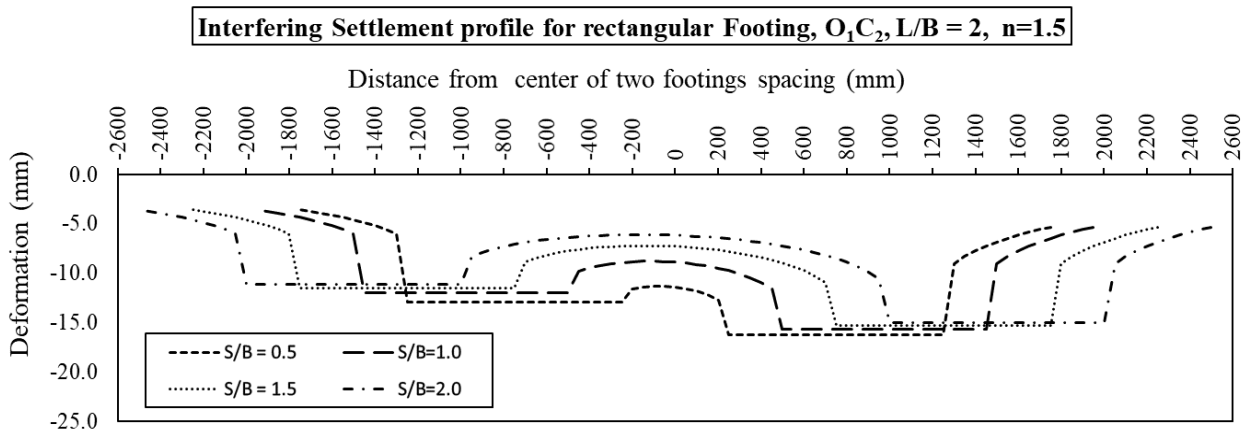 Interfering Settlement profile for rectangular Footing, O₁C₂, L/B = 2, n=1.5
Distance from center of two footings spacing (mm)
-2600 -2400 -2200 -2000 -1800 -1600 -1400 -1200 -1000 -800 -600 -400 -200 0 200 400 600 800 1000 1200 1400 1600 1800 2000 2200 2400 2600
Deformation (mm)
0.0
-5.0
-10.0
-15.0
-20.0
-25.0
S/B = 0.5 S/B=1.0
S/B = 1.5 S/B=2.0